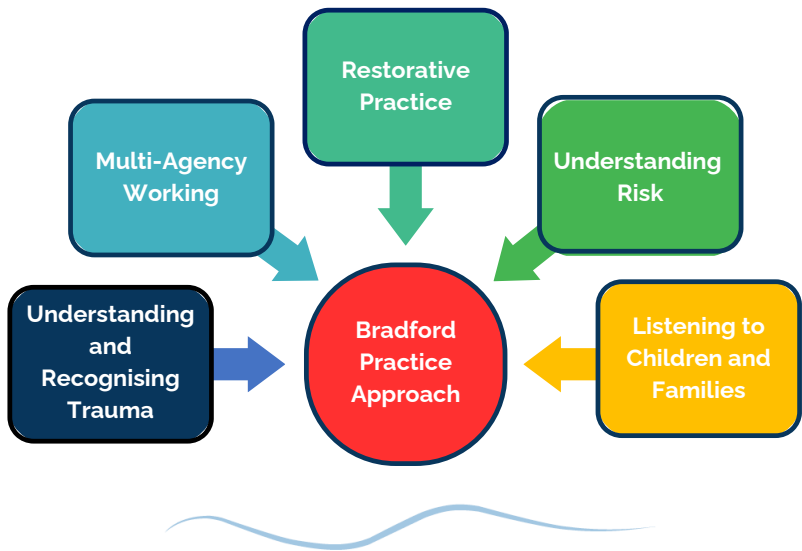 Restorative
Practice
Multi-Agency
Working
Understanding
Risk
Understanding
and
Recognising
Trauma
Bradford
Practice
Approach
Listening to
Children and
Families